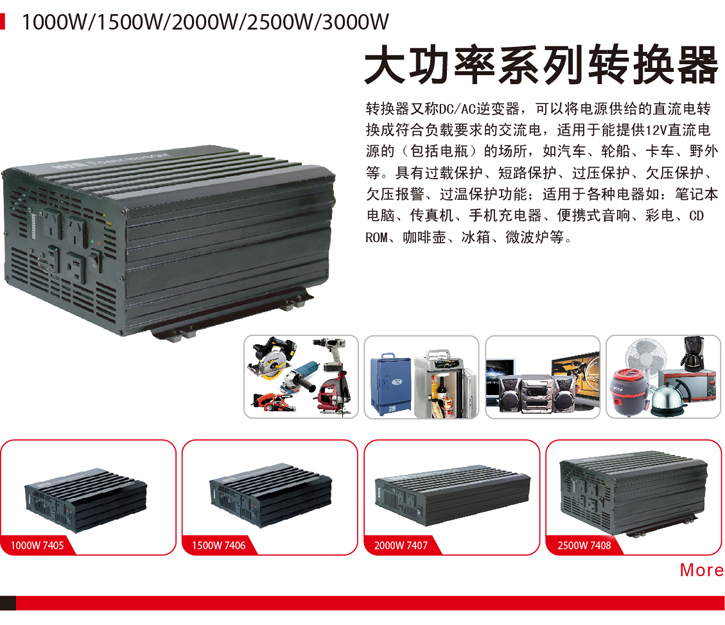 1000W/1500W/2000W/2500W/3000W
大功率系列转换器
转换器又称DC/AC逆变器，可以将电源供给的直流电转
换成符合负载要求的交流电，适用于能提供12V直流电
源的（包括电瓶）的场所，如汽车、轮船、卡车、野外
等。具有过载保护、短路保护、过压保护、欠压保护、
欠压报警、过温保护功能；适用于各种电器如：笔记本
电脑、传真机、手机充电器、便携式音响、彩电、CD
ROM、咖啡壶、冰箱、微波炉等。
1000W 7405
1500W 7406
2000W 7407
2500W 7408
More